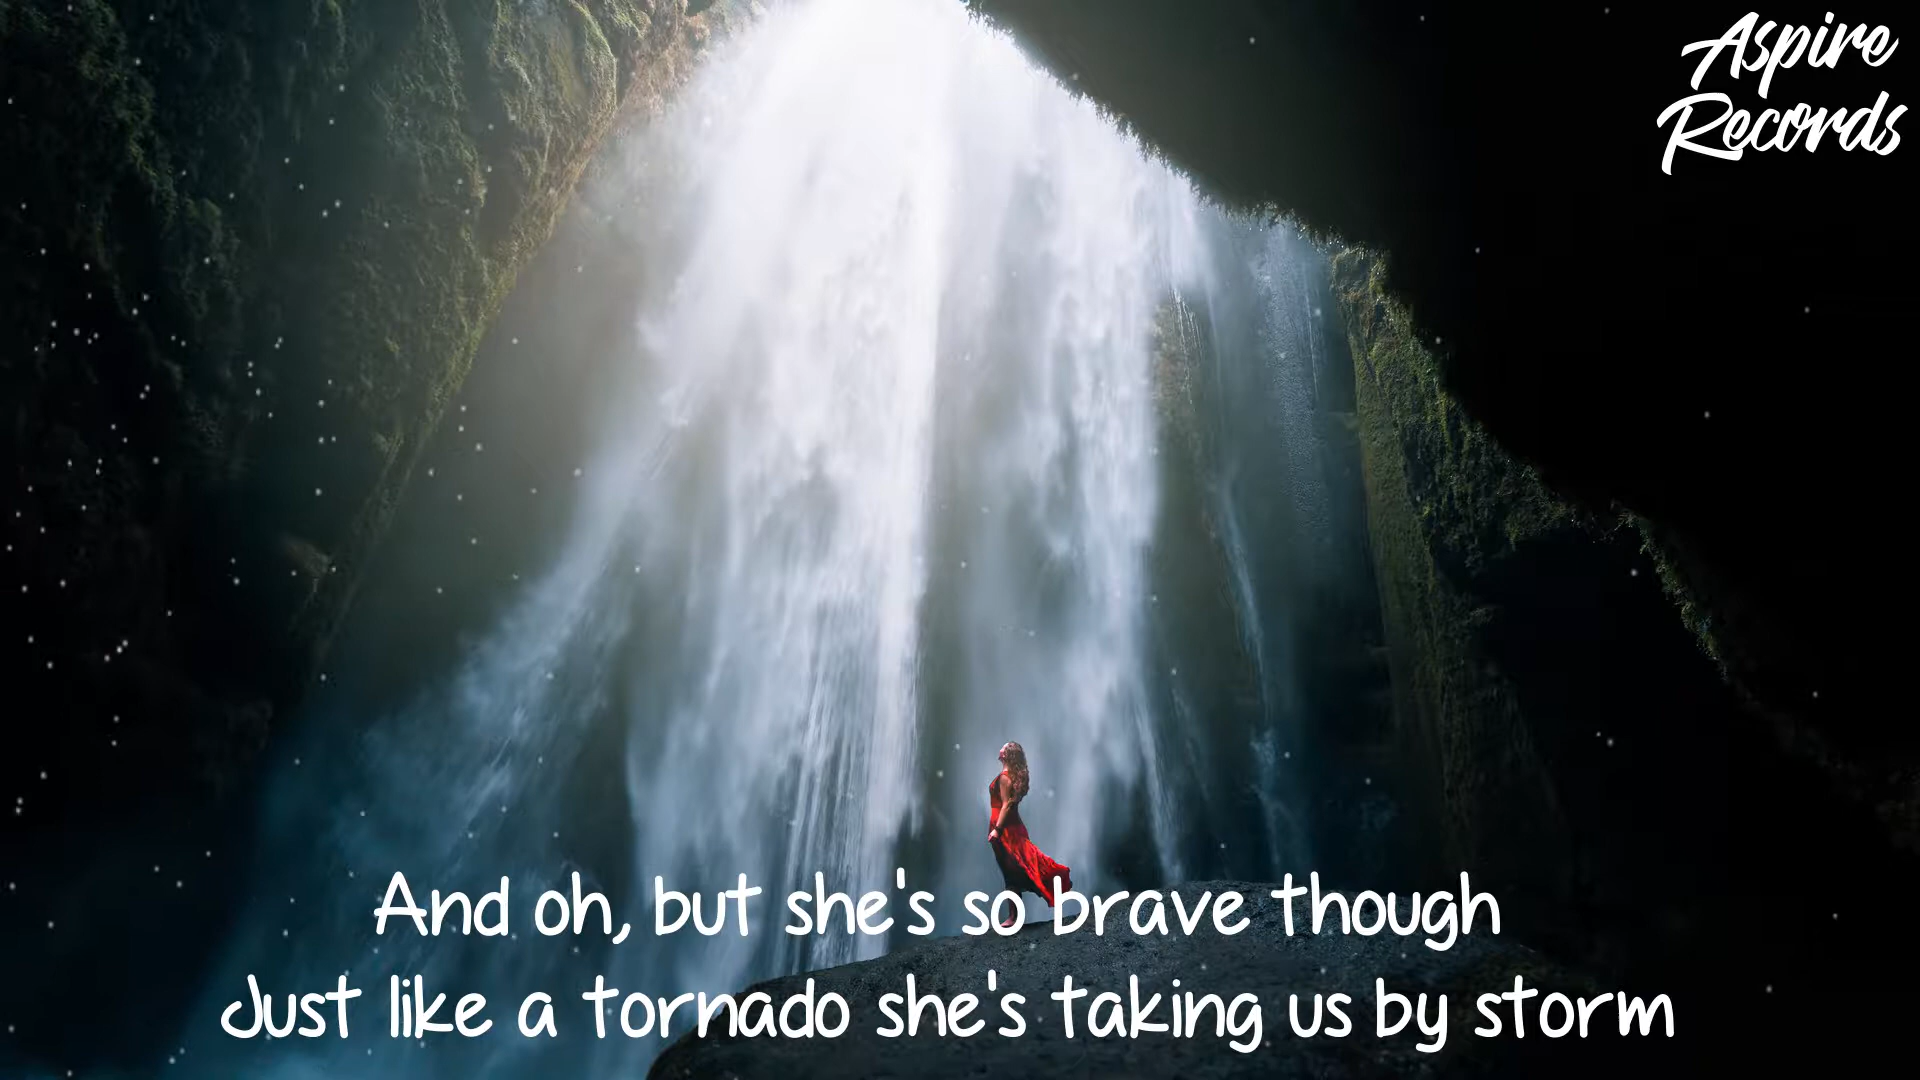 Aspire
Records
And oh, but she's so brave though
Just like a tornado she's taking us by storm